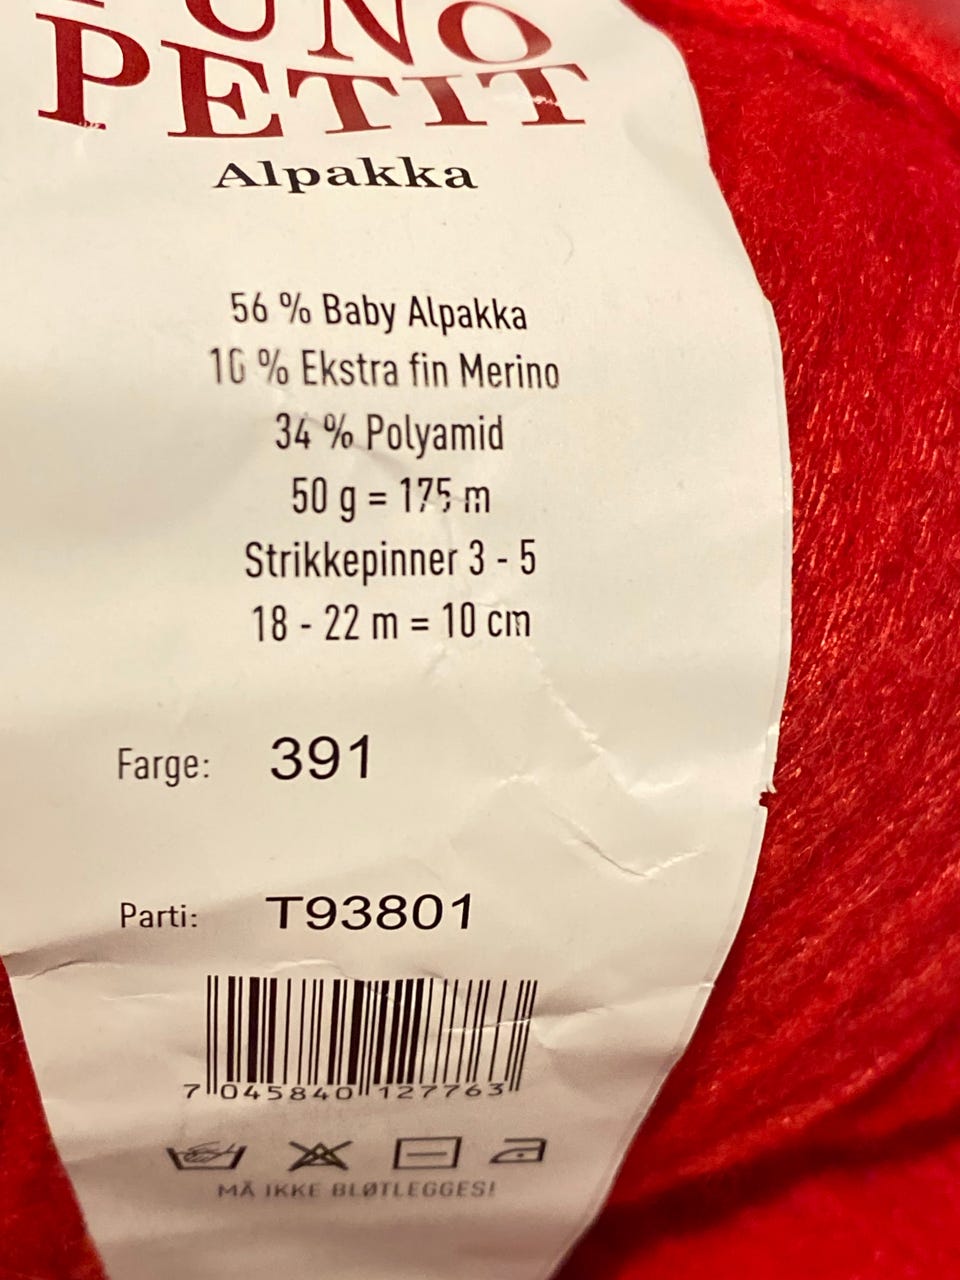 PUNO
PETIT
Alpakka
56 % Baby Alpakka
10 % Ekstra fin Merino
34 % Polyamid
50 g = 175 m
Strikkepinner 3 - 5
18 - 22 m = 10 cm
Farge: 391
Parti: T93801
7 045840 127763
MÅ IKKE BLØTLEGGES!